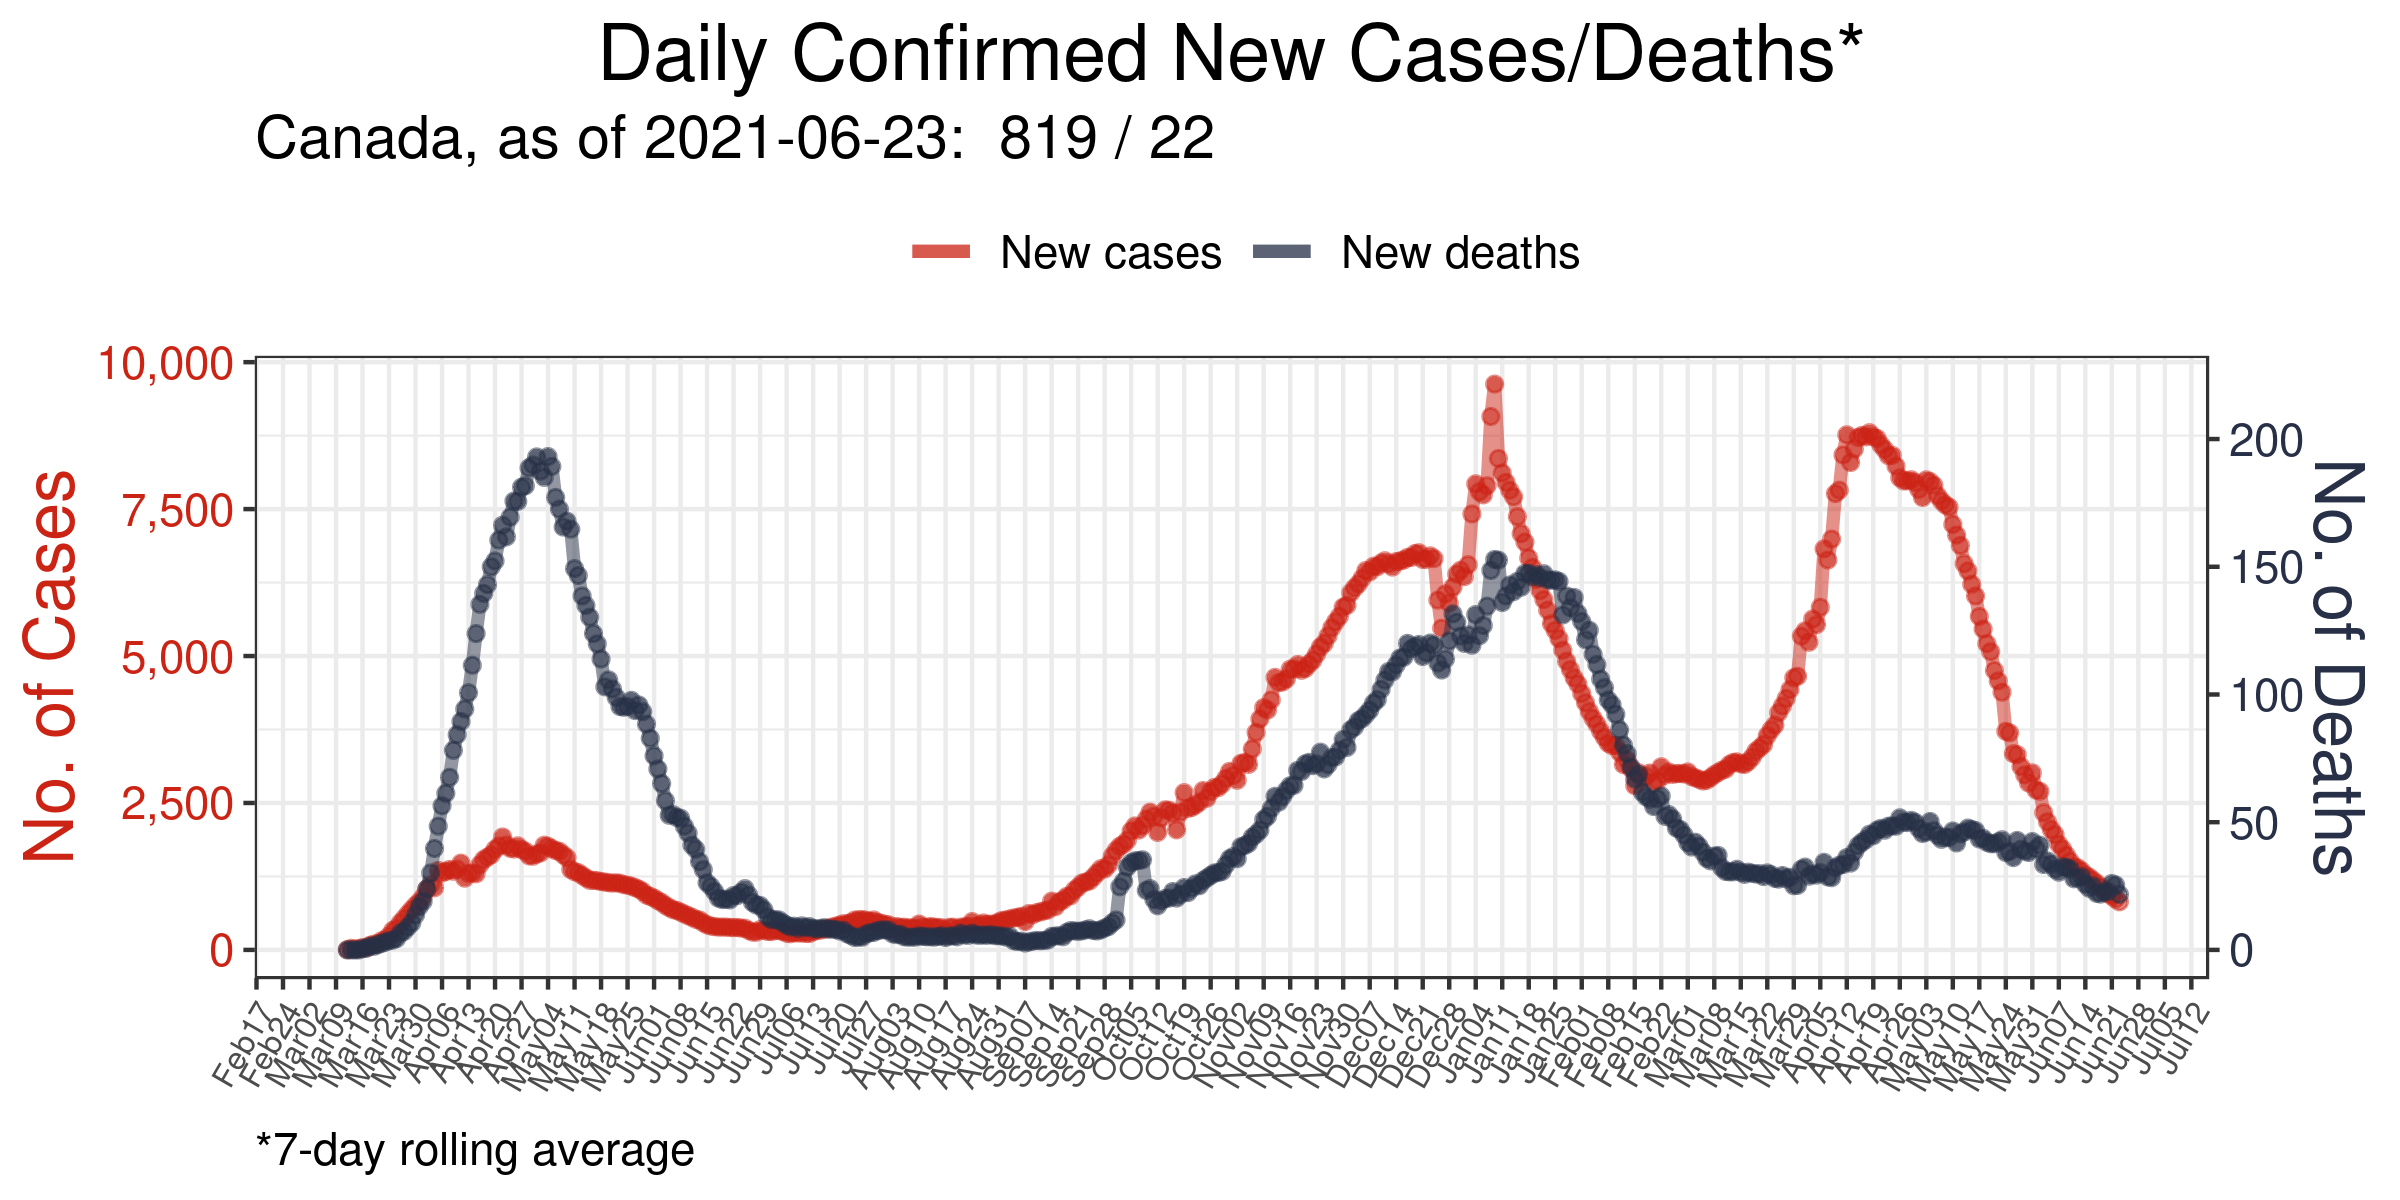 Daily Confirmed New Cases/Deaths*
Canada, as of 2021-06-23:  819 / 22
New cases
New deaths
No. of Cases
10,000
7,500
5,000
2,500
0
200
150
100
50
0
No. of Deaths
Feb17
Feb24
Mar02
Mar09
Mar16
Mar23
Mar30
Apr06
Apr13
Apr20
Apr27
May04
May11
May18
May25
Jun01
Jun08
Jun15
Jun22
Jun29
Jul06
Jul13
Jul20
Jul27
Aug03
Aug10
Aug17
Aug24
Aug31
Sep07
Sep14
Sep21
Sep28
Oct05
Oct12
Oct19
Oct26
Nov02
Nov09
Nov16
Nov23
Nov30
Dec07
Dec14
Dec21
Dec28
Jan04
Jan11
Jan18
Jan25
Feb01
Feb08
Feb15
Feb22
Mar01
Mar08
Mar15
Mar22
Mar29
Apr05
Apr12
Apr19
Apr26
May03
May10
May17
May24
May31
Jun07
Jun14
Jun21
Jun28
Jul05
Jul12
*7-day rolling average